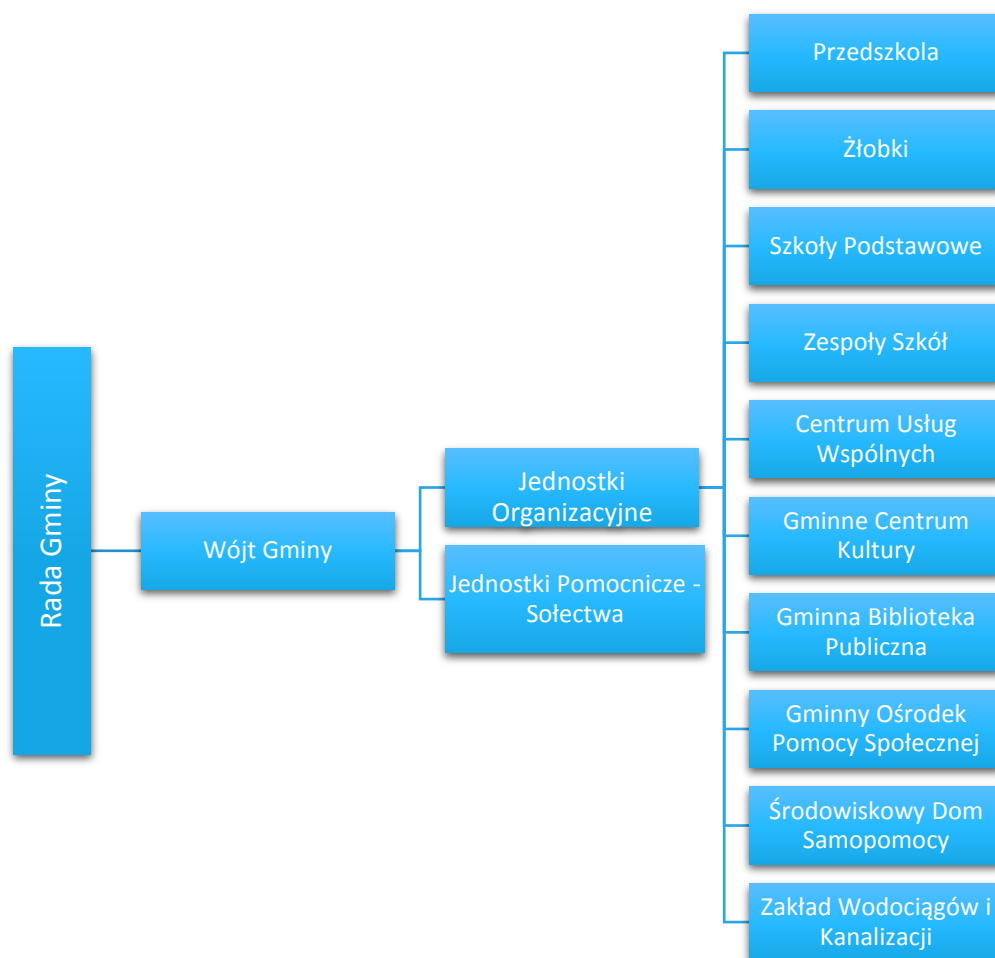 Rada Gminy
Wójt Gminy
Jednostki
Organizacyjne
Jednostki Pomocnicze -
Sołectwa
Przedszkola
Żłobki
Szkoły Podstawowe
Zespoły Szkół
Centrum Usług
Wspólnych
Gminne Centrum
Kultury
Gminna Biblioteka
Publiczna
Gminny Ośrodek
Pomocy Społecznej
Środowiskowy Dom
Samopomocy
Zakład Wodociągów i
Kanalizacji